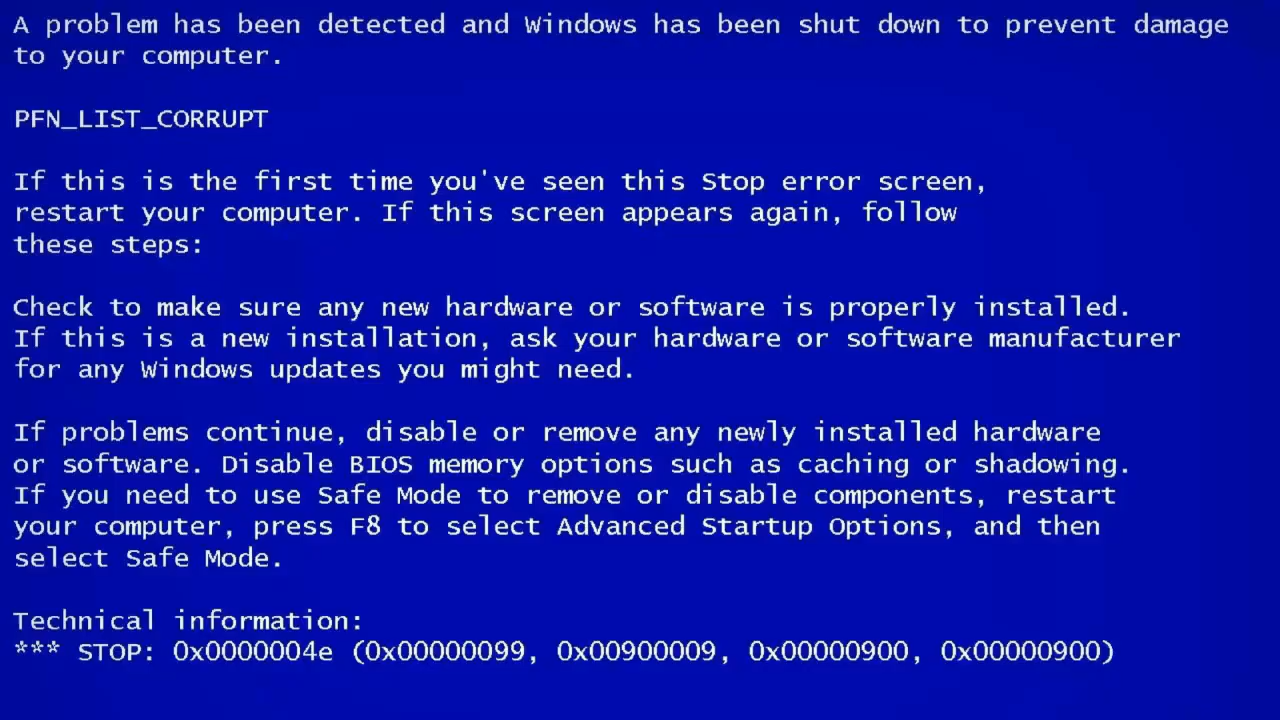 A problem has been detected and Windows has been shut down to prevent damage
to your computer.
PFN_LIST_CORRUPT
If this is the first time you've seen this Stop error screen,
restart your computer. If this screen appears again, follow
these steps:
Check to make sure any new hardware or software is properly installed.
If this is a new installation, ask your hardware or software manufacturer
for any Windows updates you might need.
If problems continue, disable or remove any newly installed hardware
or software. Disable BIOS memory options such as caching or shadowing.
If you need to use Safe Mode to remove or disable components, restart
your computer, press F8 to select Advanced Startup Options, and then
select Safe Mode.
Technical information:
*** STOP: 0x0000004e (0x00000099, 0x00900009, 0x00000900, 0x00000900)